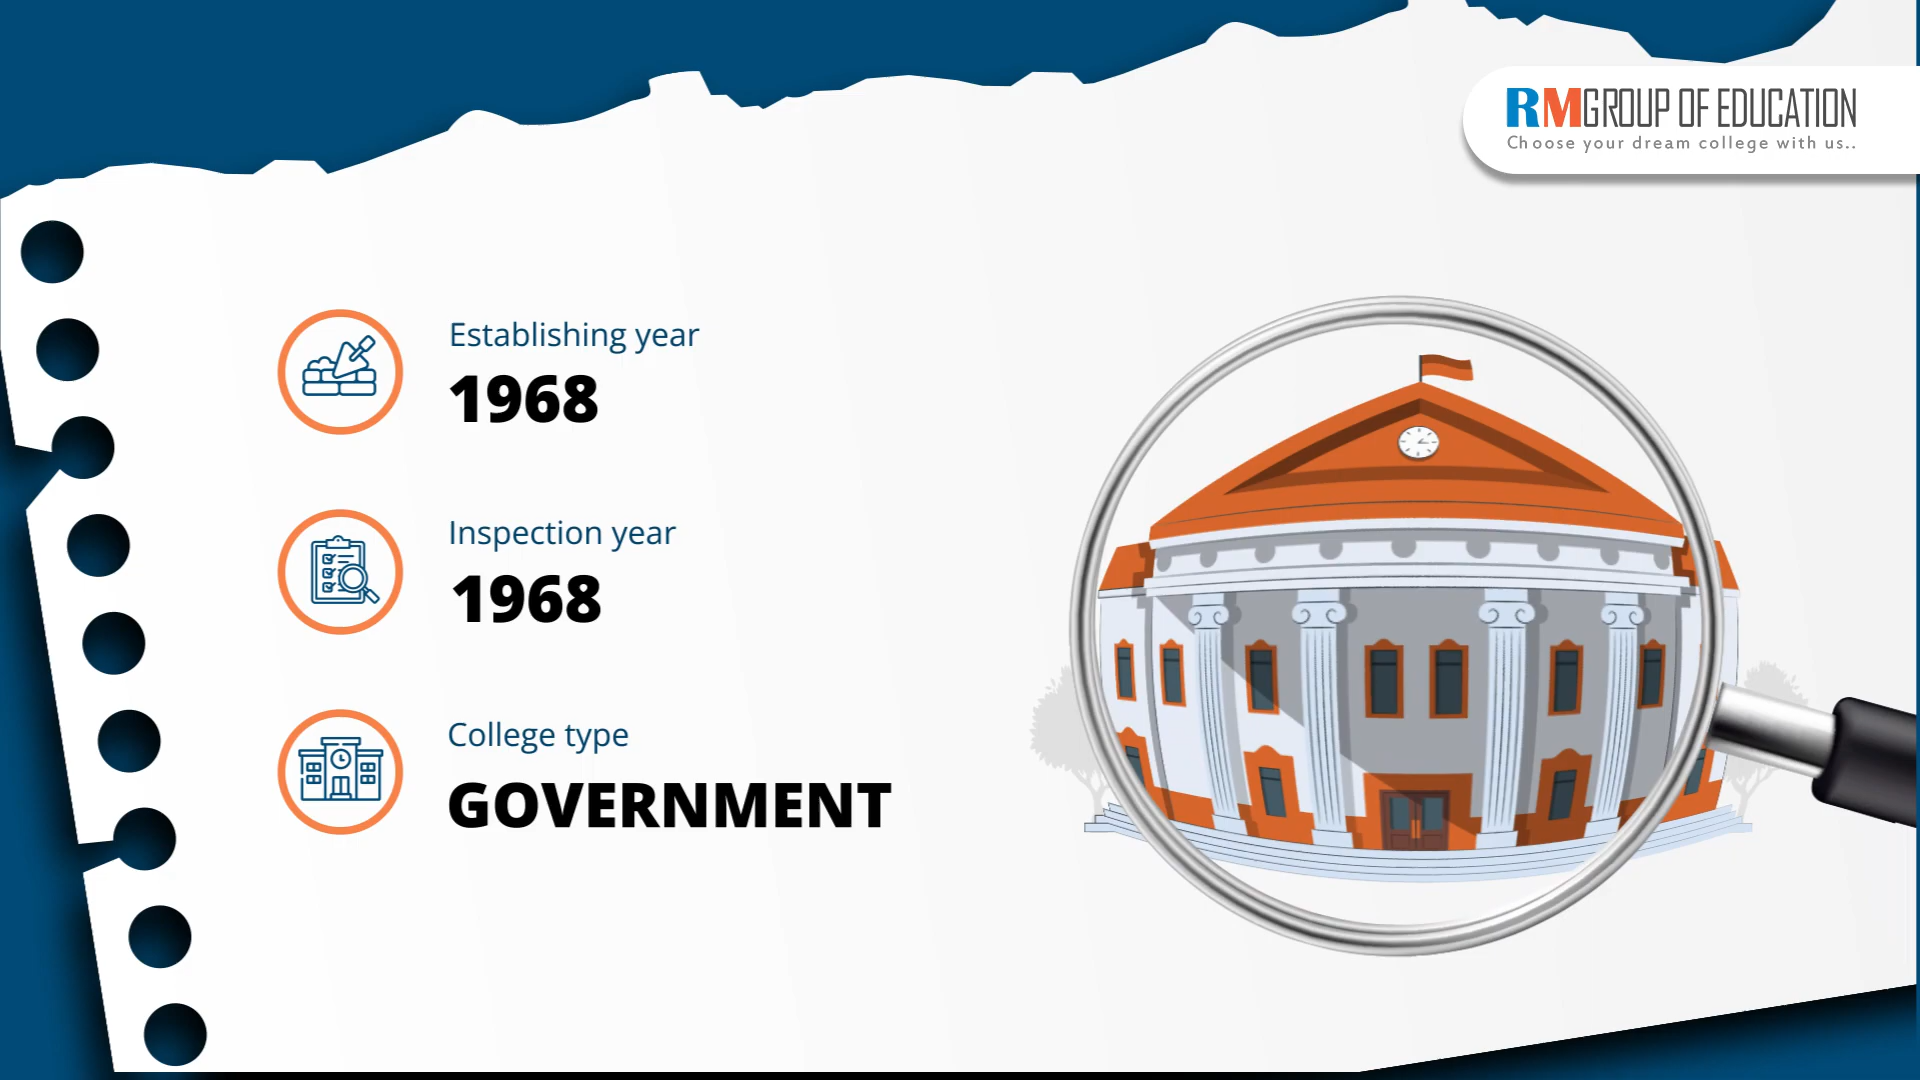 RMGROUP OF EDUCATION
Choose your dream college with us..
Establishing year
1968
Inspection year
1968
College type
GOVERNMENT